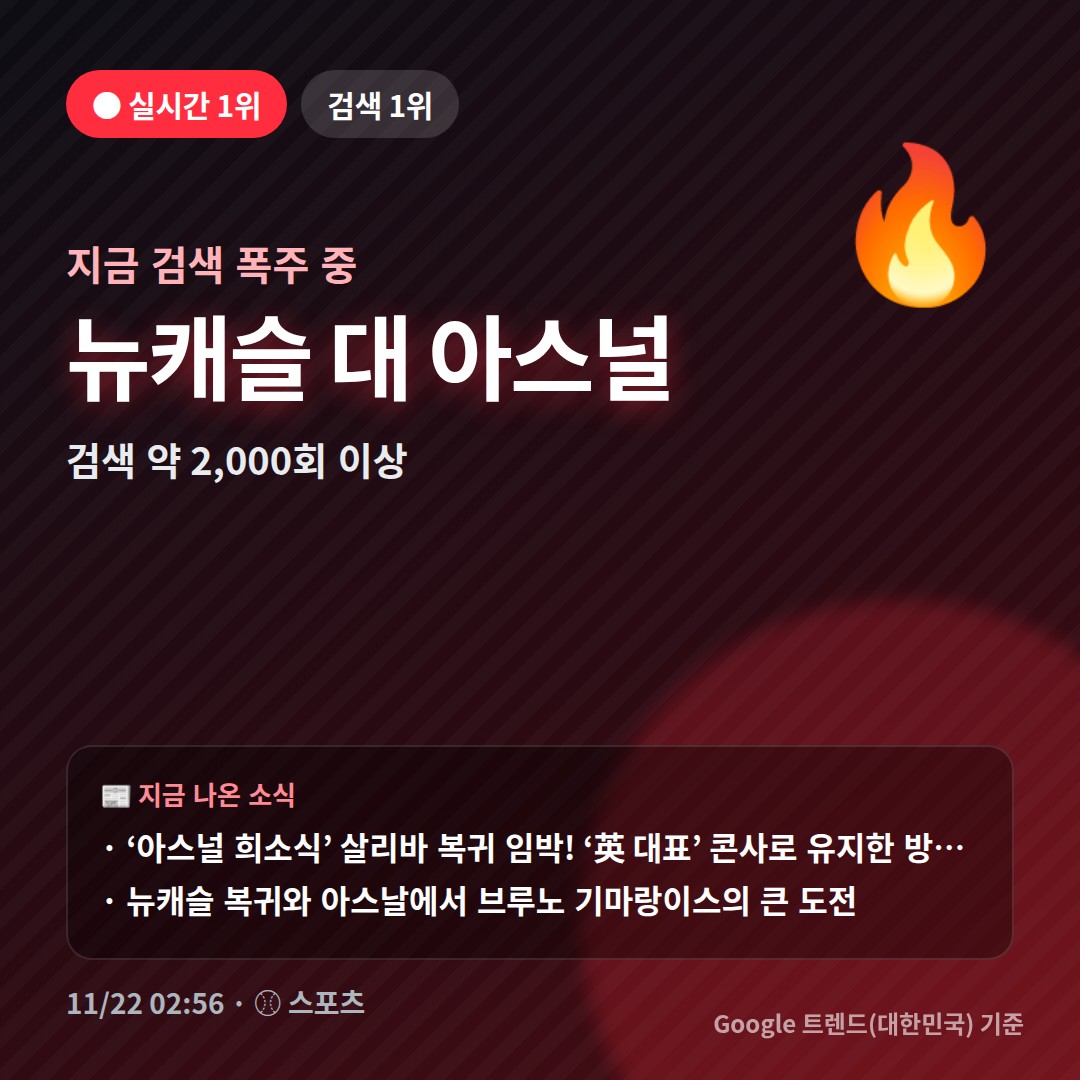 실시간 1위
검색 1위
지금 검색 폭주 중
뉴캐슬 대 아스널
검색 약 2,000회 이상
지금 나온 소식
· ‘아스널 희소식’ 살리바 복귀 임박! ‘英 대표’ 콘사로 유지한 방…
· 뉴캐슬 복귀와 아스날에서 브루노 기마랑이스의 큰 도전
11/22 02:56 · ⚾ 스포츠
Google 트렌드(대한민국) 기준